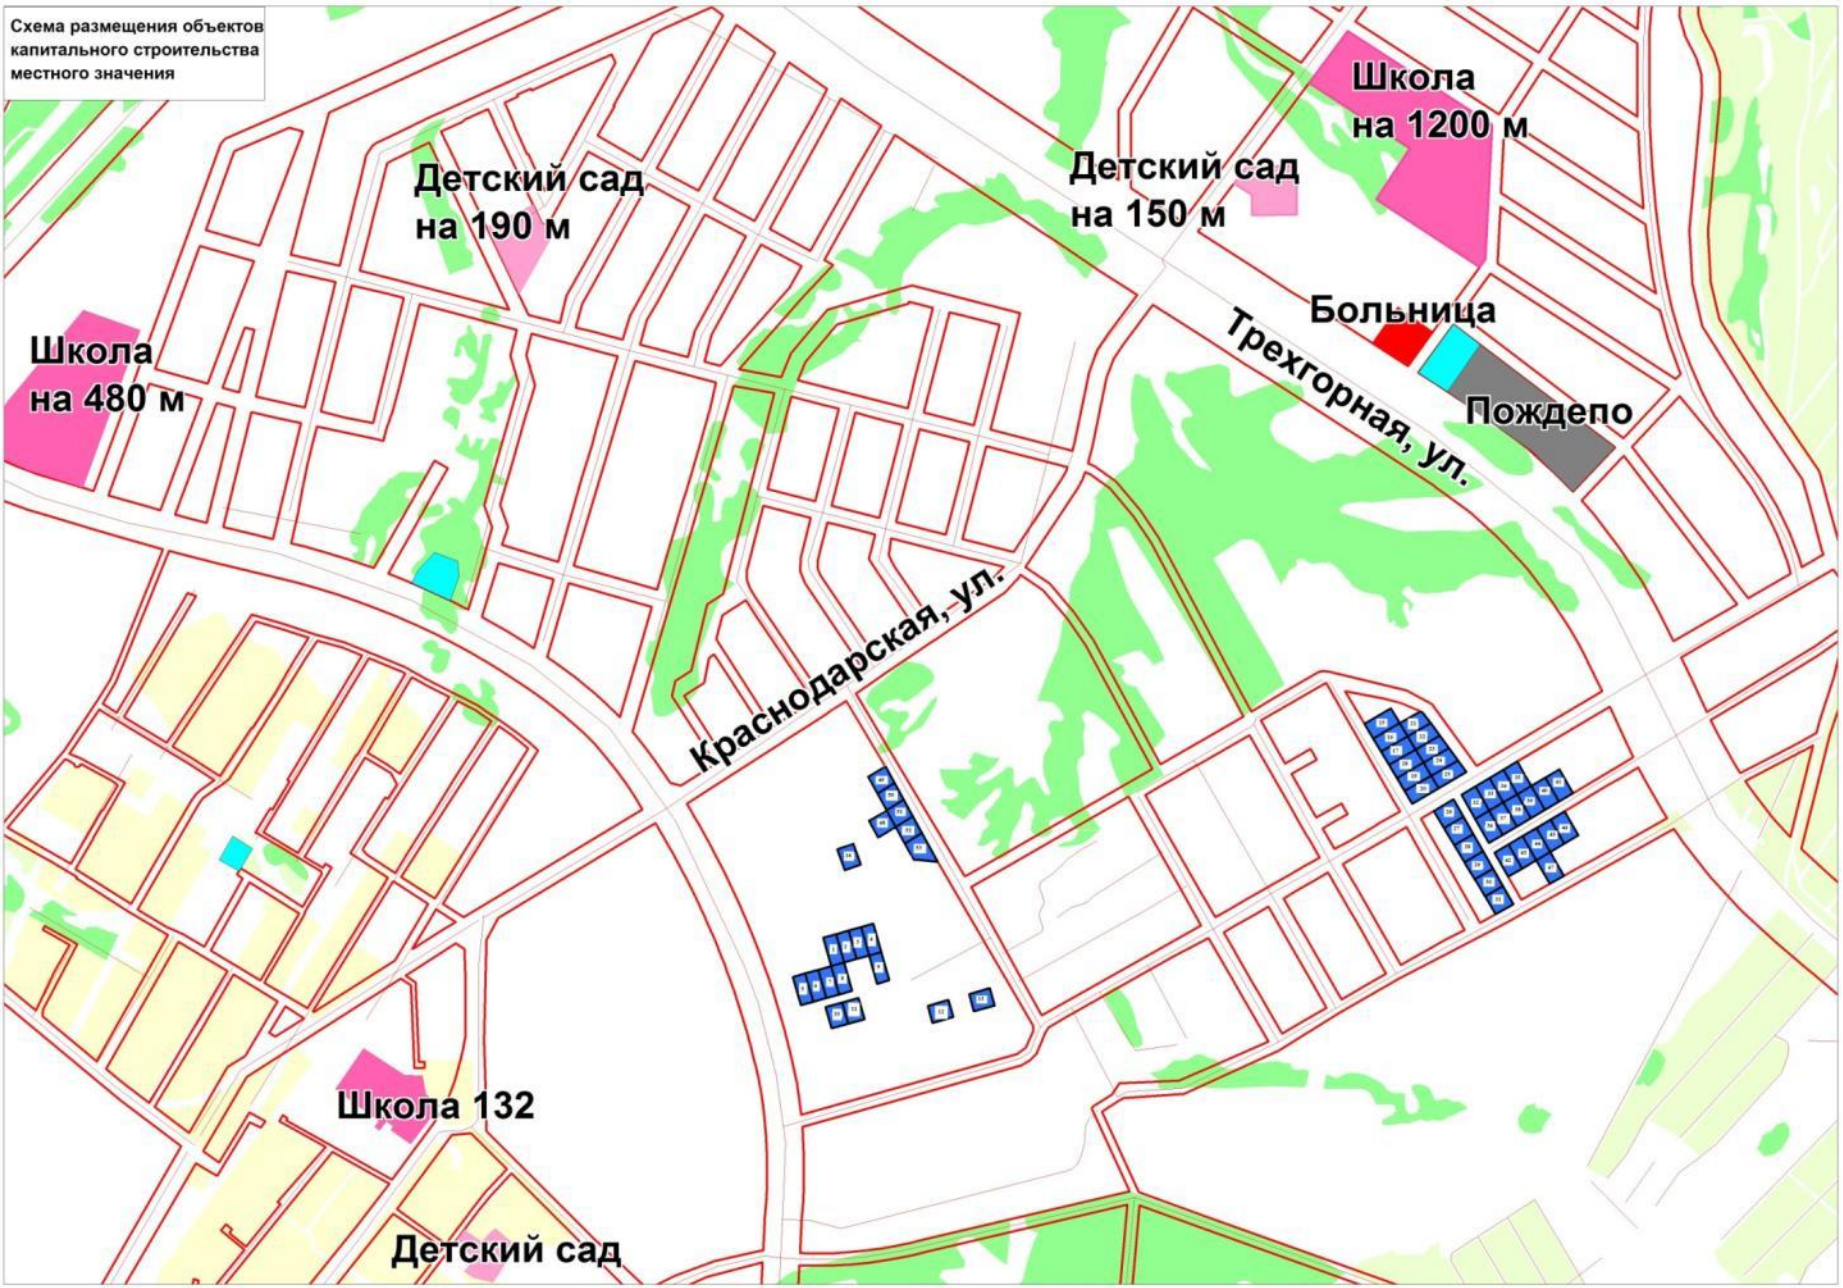 Схема размещения объектов
капитального строительства
местного значения
Школа
на 1200 м
Детский сад
на 150 м
Детский сад
на 190 м
Больница
Школа
на 480 м
Трехгорная, ул.
Пождепо
Краснодарская, ул.
Школа 132
Детский сад